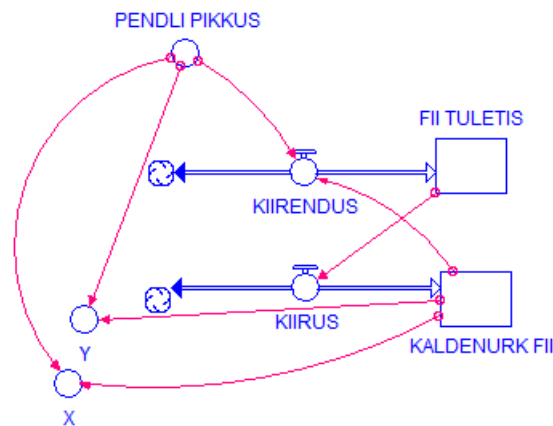 PENDLI PIKKUS
FII TULETIS
KIIRENDUS
KIIRUS
KALDENURK FII
Y
X